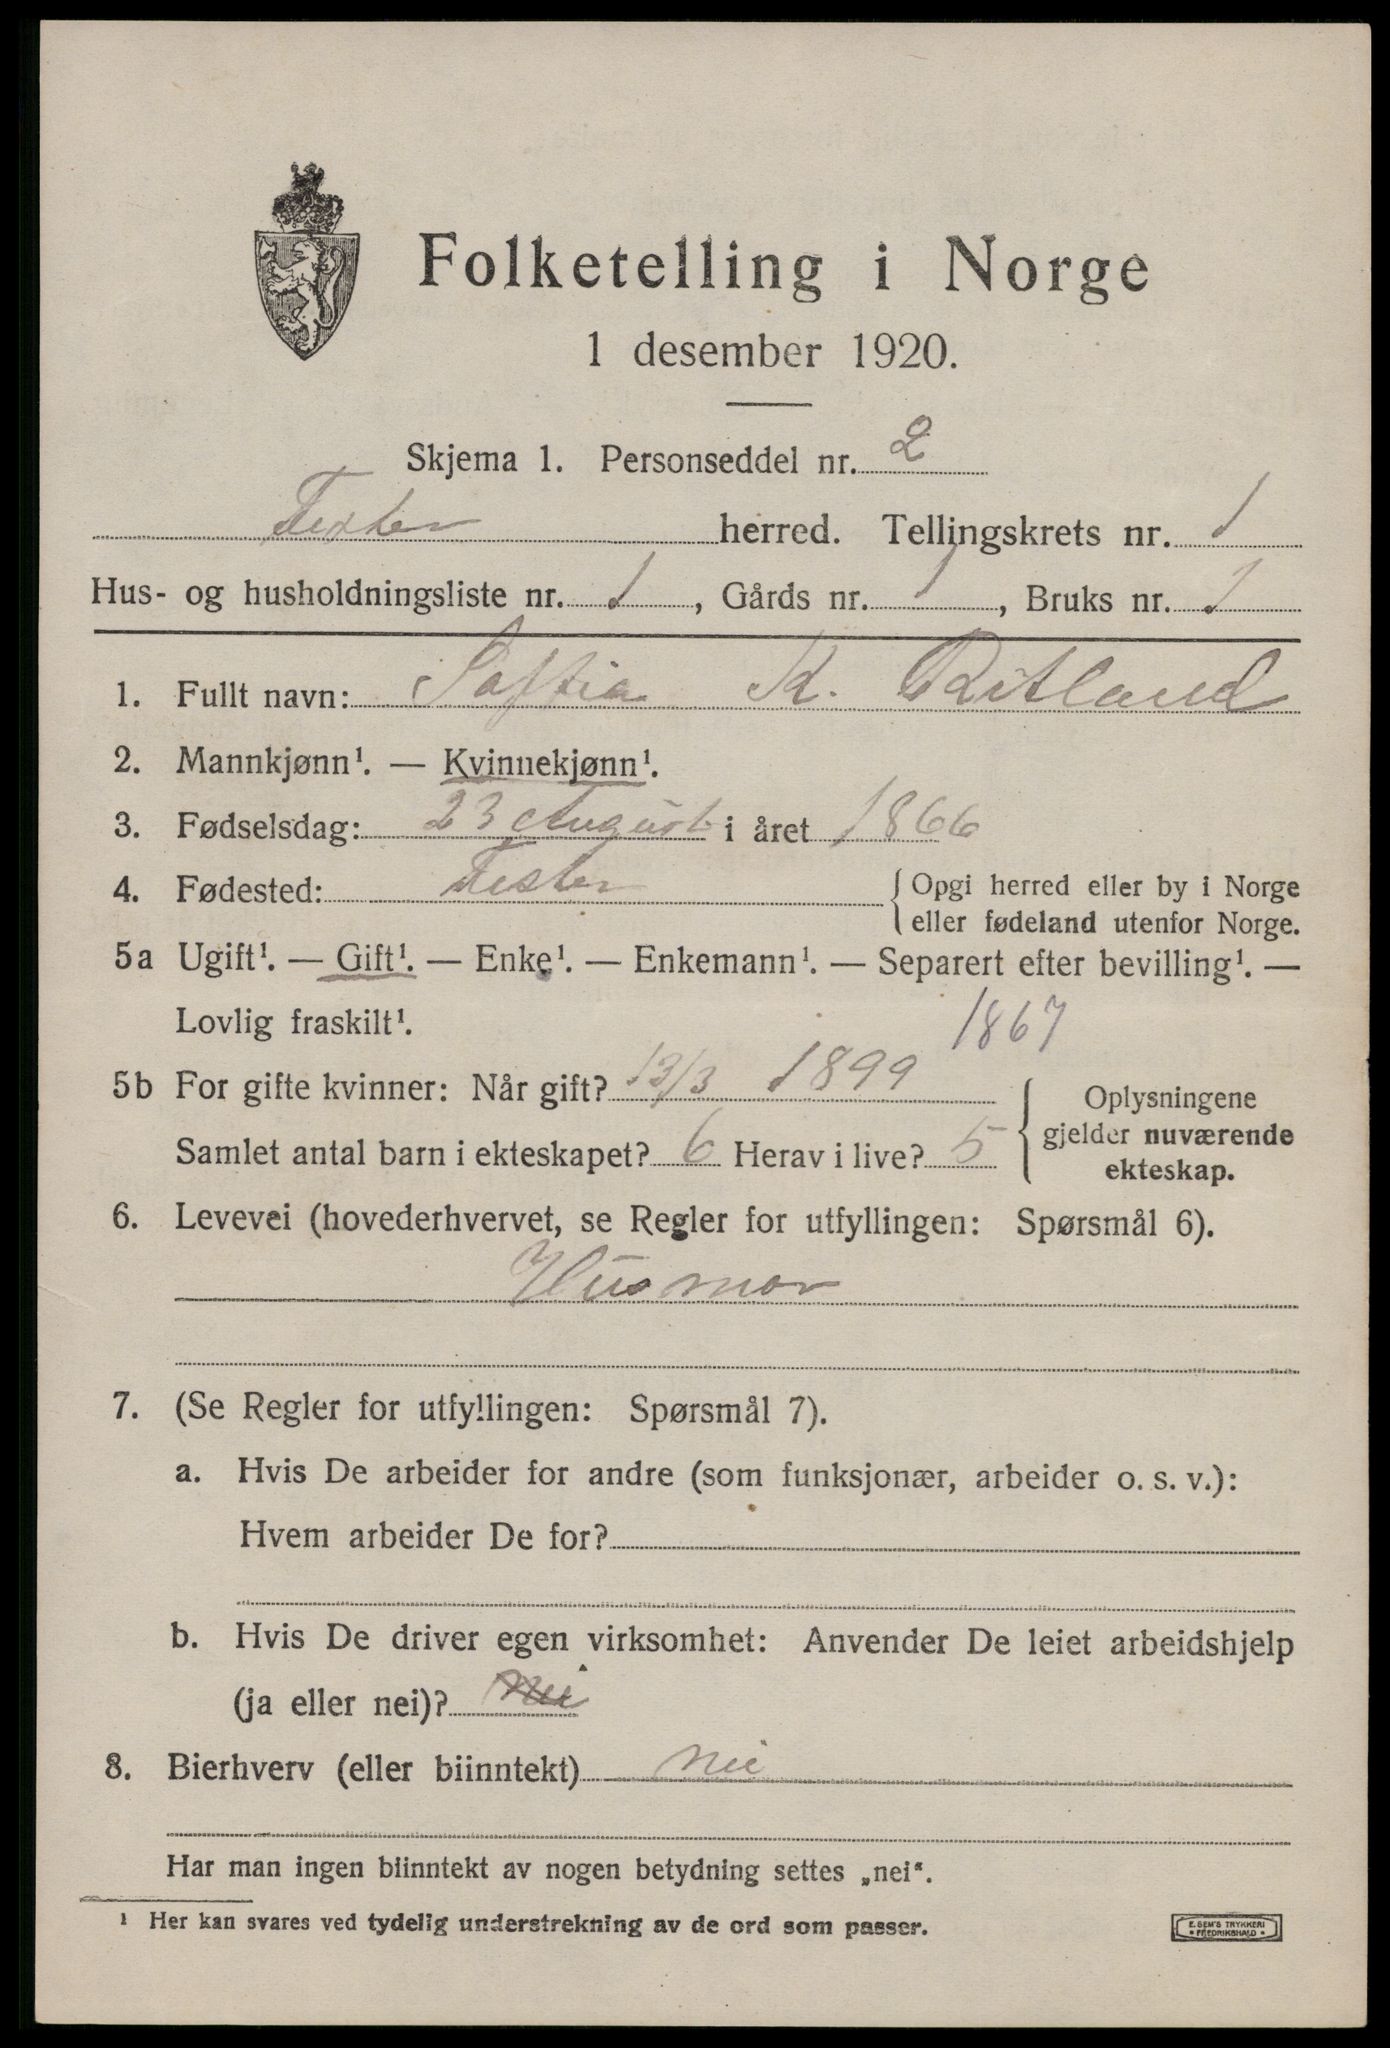 Folketelling i Norge
1 desember 1920.
Skjema 1. Personseddel nr. 2
herred. Tellingskrets nr. 1
Hus- og husholdningsliste nr. 1, Gårds nr. 1, Bruks nr. 1
1. Fullt navn: Soffia K. Ritland
2. Mannkjønn¹. — Kvinnekjønn¹.
3. Fødselsdag: 23 August i året 1866
4. Fødested: Fister { Opgi herred eller by i Norge
eller fødeland utenfor Norge.
5a Ugift¹. — Gift¹. — Enke¹. — Enkemann¹. — Separert efter bevilling¹. —
Lovlig fraskilt¹.
1867
5b For gifte kvinner: Når gift? 13/3 1899
Samlet antal barn i ekteskapet? 6 Herav i live? 5
Oplysningene
gjelder nuværende
ekteskap.
6. Levevei (hovederhvervet, se Regler for utfyllingen: Spørsmål 6).
Husmor
7. (Se Regler for utfyllingen: Spørsmål 7).
a. Hvis De arbeider for andre (som funksjonær, arbeider o. s. v.):
Hvem arbeider De for?
b. Hvis De driver egen virksomhet: Anvender De leiet arbeidshjelp
(ja eller nei)? Nei
8. Bierhverv (eller biinntekt) nei
Har man ingen biinntekt av nogen betydning settes „nei“.
¹ Her kan svares ved tydelig understrekning av de ord som passer.
E. SEM'S TRYKKERI
* FREDRIKSHALD *